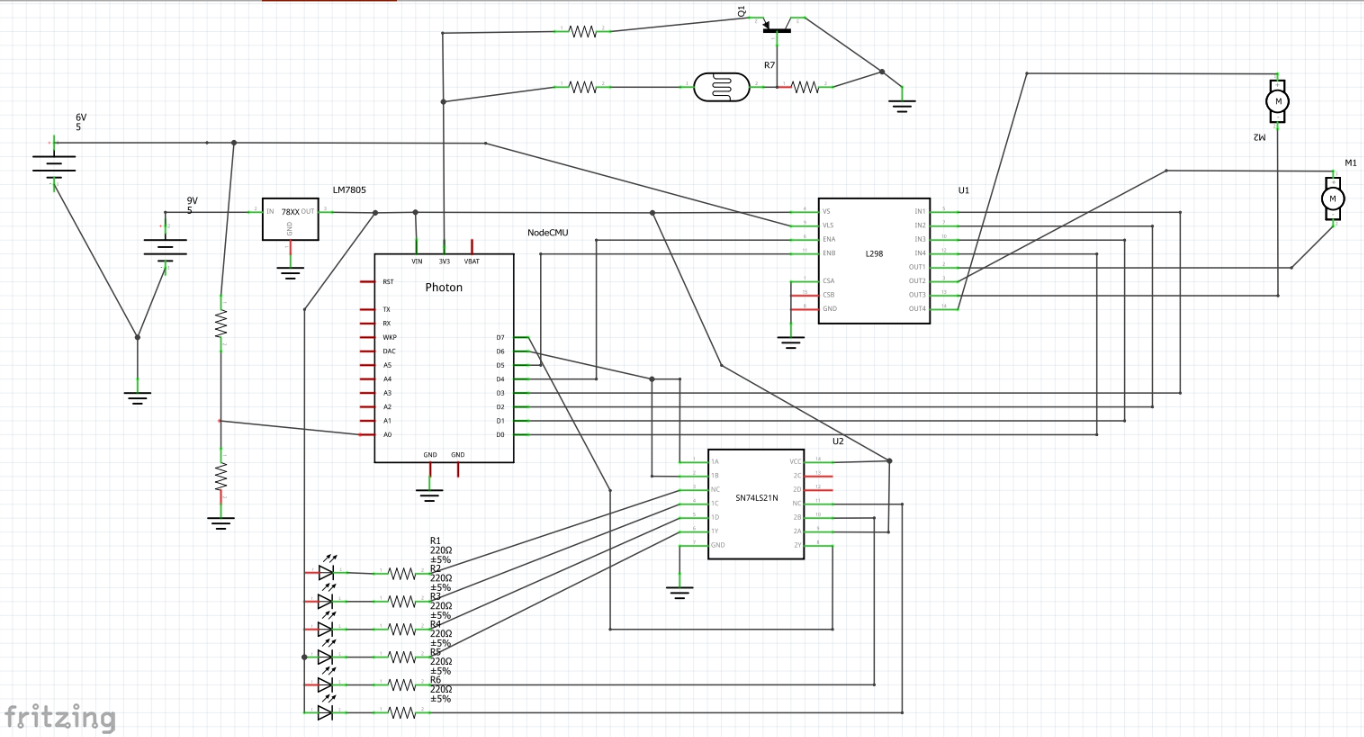 Q1
R7
6V
5
M
M2
M1
M
LM7805
9V
5
IN
78XX
OUT
GND
U1
NodeCMU
VS
VLS
ENA
ENB
CSA
CSB
GND
L298
IN1
IN2
IN3
IN4
OUT1
OUT2
OUT3
OUT4
VIN
3V3
VBAT
Photon
RST
TX
RX
WKP
DAC
A5
A4
A3
A2
A1
A0
D7
D6
D5
D4
D3
D2
D1
D0
GND
GND
U2
1A
1B
NC
1C
1D
1Y
GND
SN74LS21N
VCC
2C
2D
NC
2B
2A
2Y
R1
220Ω
±5%
R2
220Ω
±5%
R3
220Ω
±5%
R4
220Ω
±5%
R5
220Ω
±5%
R6
220Ω
±5%
fritzing